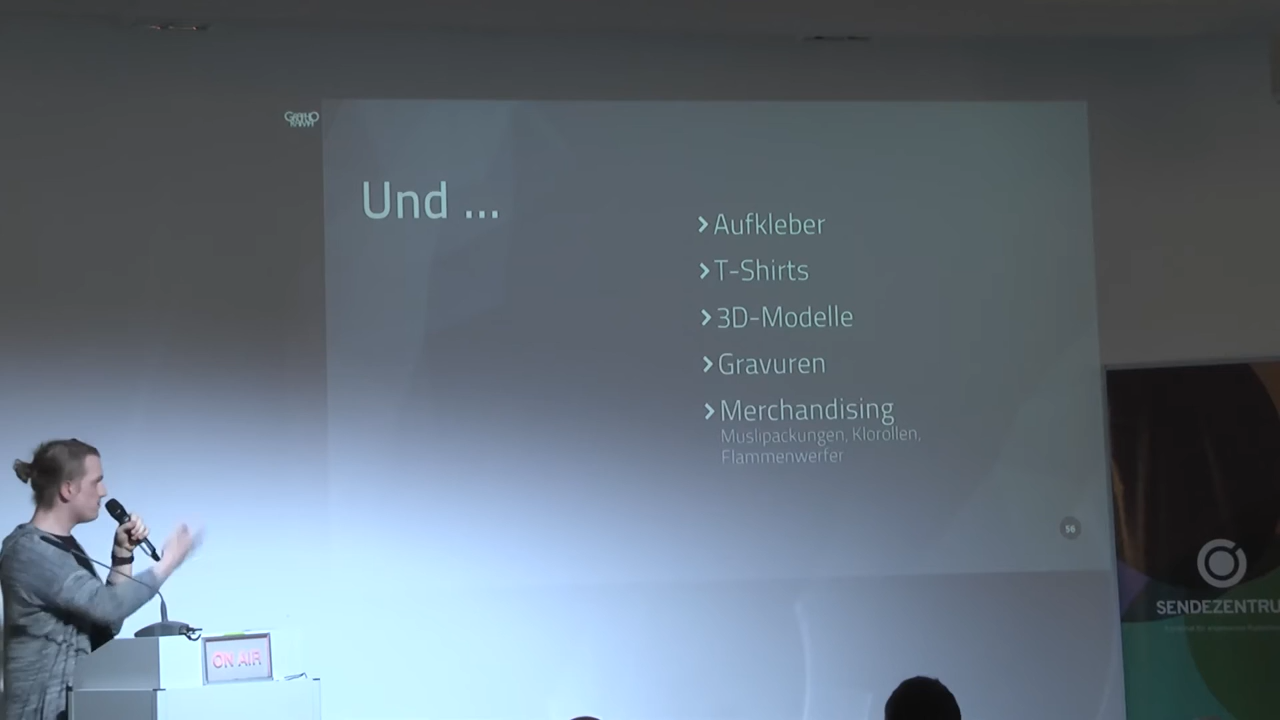 Und ...
Aufkleber
T-Shirts
3D-Modelle
Gravuren
Merchandising
Muslipackungen, Klorollen,
Flammenwerfer
56
SENDEZENTRU
ON AIR